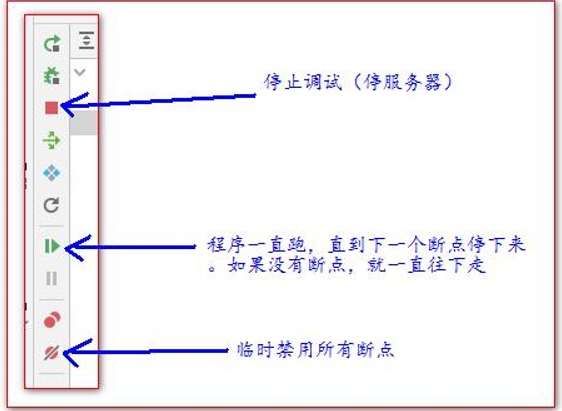 停止调试（停服务器）
程序一直跑，直到下一个断点停下来
。如果没有断点，就一直往下走
临时禁用所有断点